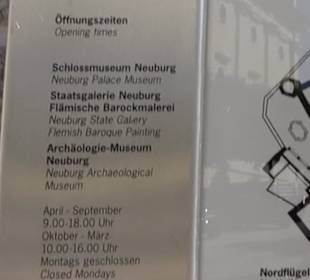 Öffnungszeiten
Opening times
Schlossmuseum Neuburg
Neuburg Palace Museum
Staatsgalerie Neuburg
Flämische Barockmalerei
Neuburg State Gallery
Flemish Baroque Painting
Archäologie-Museum
Neuburg
Neuburg Archaeological
Museum
April - September
9.00-18.00 Uhr
Oktober - März
10.00-16.00 Uhr
Montags geschlossen
Closed Mondays
Nordflügel